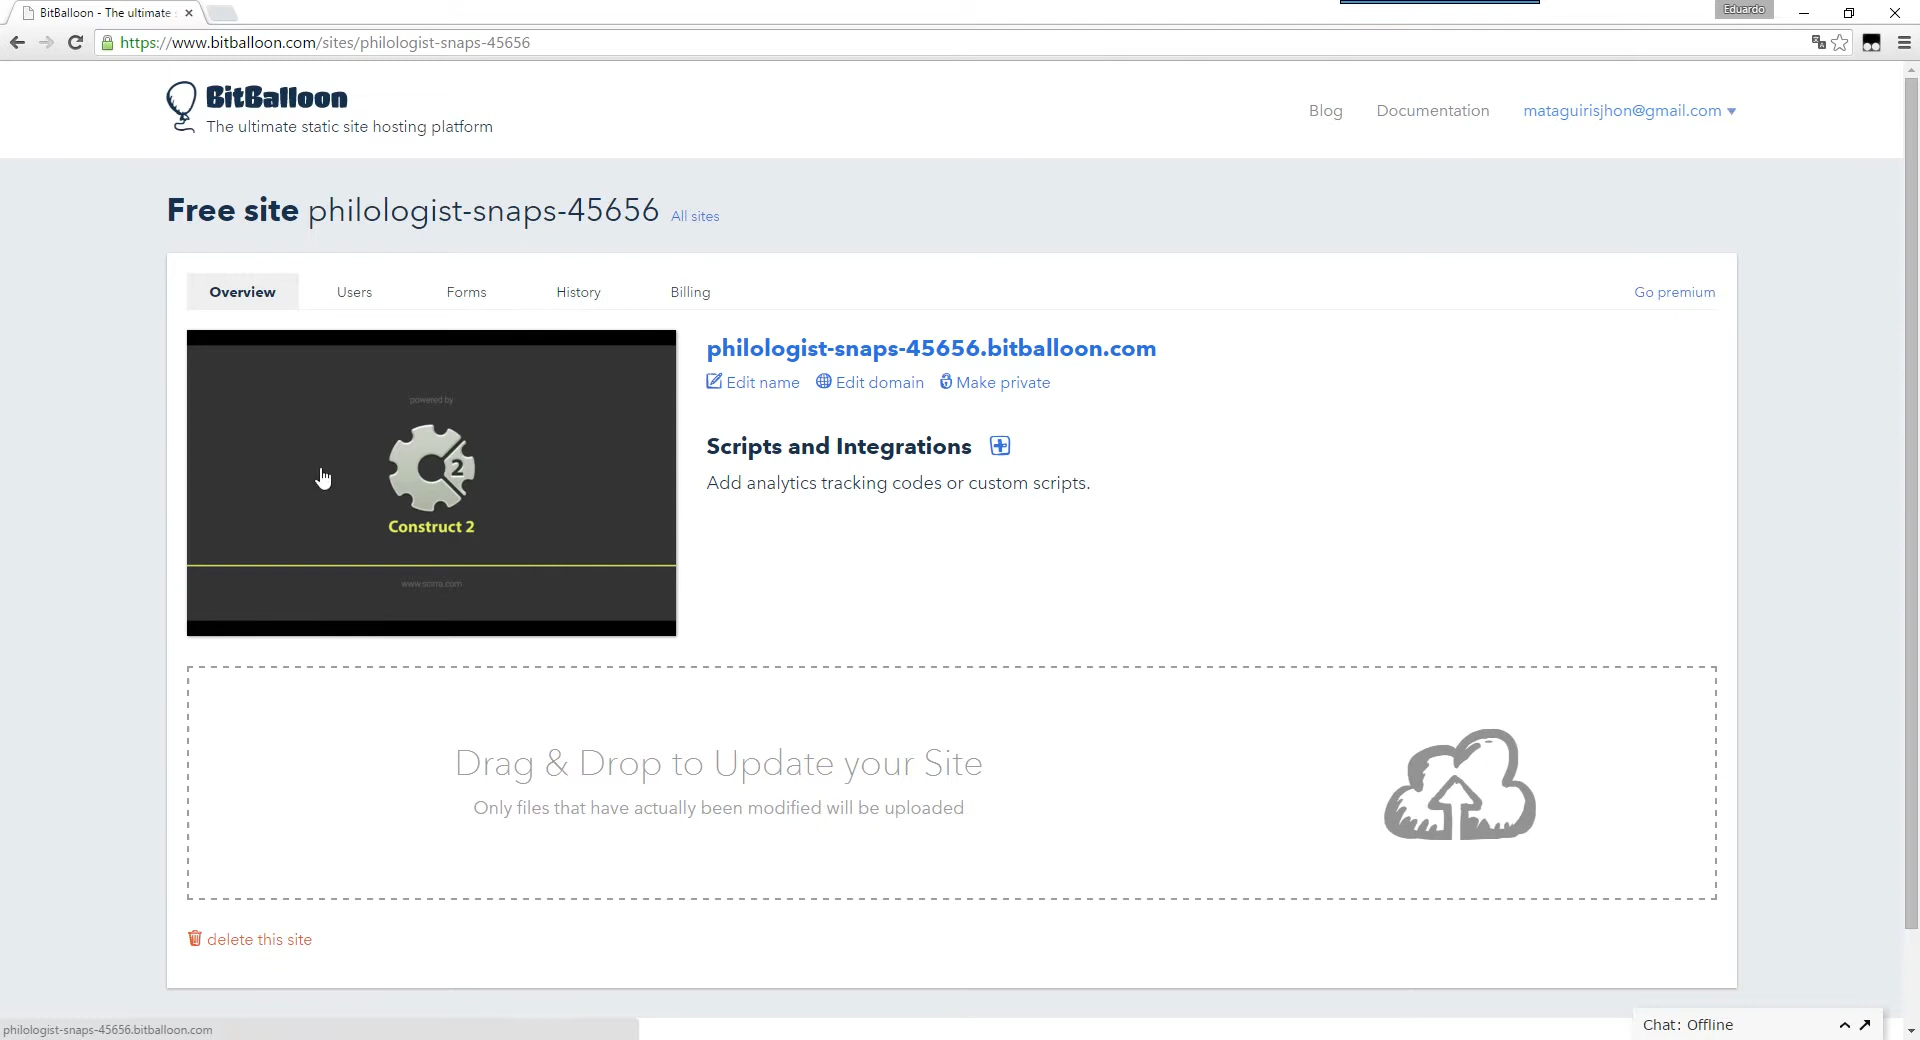 BitBalloon - The ultimate
Eduardo
https://www.bitballoon.com/sites/philologist-snaps-45656
BitBalloon
The ultimate static site hosting platform
Blog
Documentation
mataguirisjhon@gmail.com
Free site philologist-snaps-45656 All sites
Overview
Users
Forms
History
Billing
Go premium
powered by
2
Construct 2
www.scirra.com
philologist-snaps-45656.bitballoon.com
Edit name
Edit domain
Make private
Scripts and Integrations
Add analytics tracking codes or custom scripts.
Drag & Drop to Update your Site
Only files that have actually been modified will be uploaded
delete this site
philologist-snaps-45656.bitballoon.com
Chat: Offline